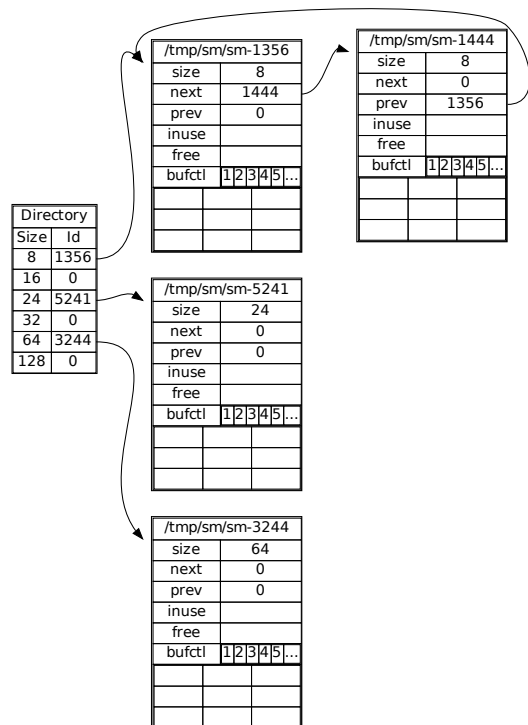 /tmp/sm/sm-1356
size 8
next 1444
prev 0
inuse
free
bufctl 1 2 3 4 5 ...
/tmp/sm/sm-1444
size 8
next 0
prev 1356
inuse
free
bufctl 1 2 3 4 5 ...
Directory
Size Id
8 1356
16 0
24 5241
32 0
64 3244
128 0
/tmp/sm/sm-5241
size 24
next 0
prev 0
inuse
free
bufctl 1 2 3 4 5 ...
/tmp/sm/sm-3244
size 64
next 0
prev 0
inuse
free
bufctl 1 2 3 4 5 ...